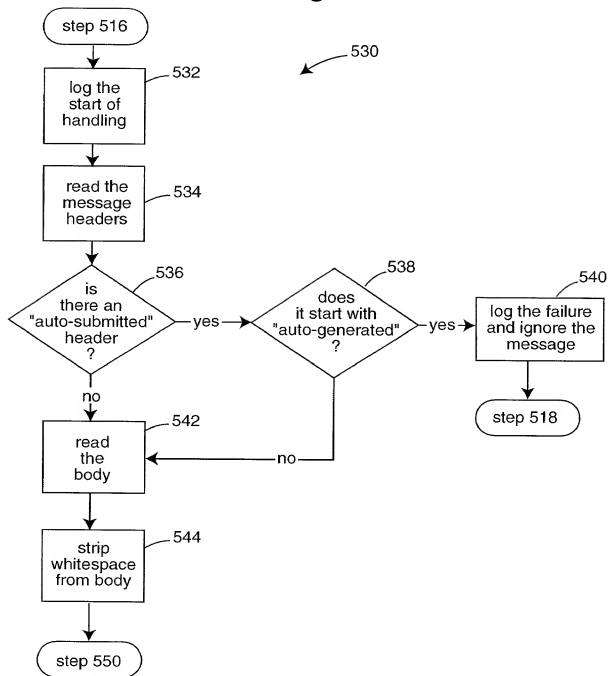 step 516
530
532
log the
start of
handling
534
read the
message
headers
536
is
there an
"auto-submitted"
header
?
yes
538
does
it start with
"auto-generated"
?
yes
540
log the failure
and ignore the
message
step 518
no
542
read
the
body
no
544
strip
whitespace
from body
step 550